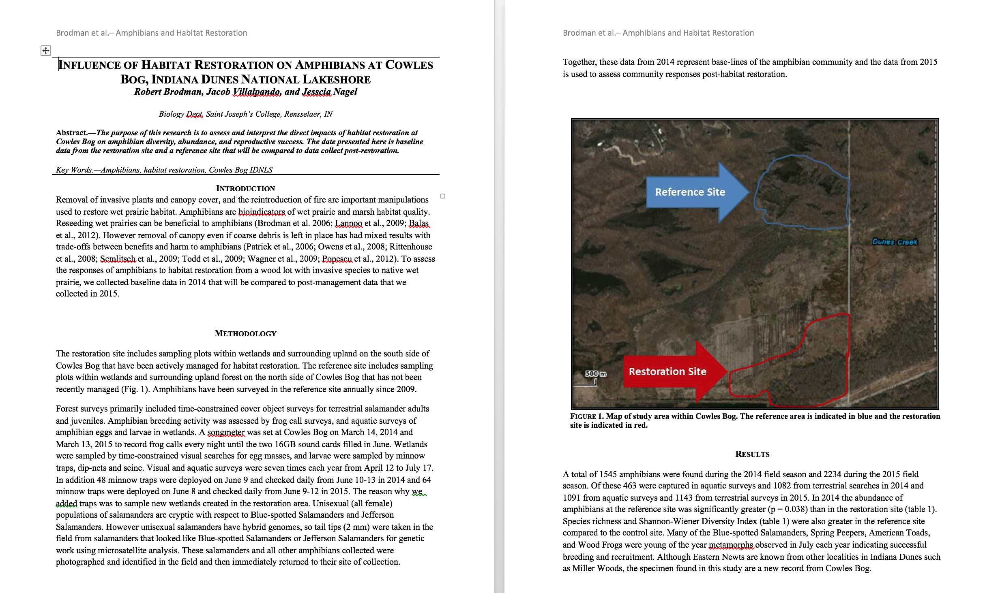 Brodman et al.– Amphibians and Habitat Restoration
INFLUENCE OF HABITAT RESTORATION ON AMPHIBIANS AT COWLES
BOG, INDIANA DUNES NATIONAL LAKESHORE
Robert Brodman, Jacob Villalpando, and Jesscia Nagel
Biology Dept, Saint Joseph's College, Rensselaer, IN
Abstract.—The purpose of this research is to assess and interpret the direct impacts of habitat restoration at
Cowles Bog on amphibian diversity, abundance, and reproductive success. The date presented here is baseline
data from the restoration site and a reference site that will be compared to data collect post-restoration.
Key Words.—Amphibians, habitat restoration, Cowles Bog IDNLS
INTRODUCTION
Removal of invasive plants and canopy cover, and the reintroduction of fire are important manipulations
used to restore wet prairie habitat. Amphibians are bioindicators of wet prairie and marsh habitat quality.
Reseeding wet prairies can be beneficial to amphibians (Brodman et al. 2006; Lannoo et al., 2009; Balas
et al., 2012). However removal of canopy even if coarse debris is left in place has had mixed results with
trade-offs between benefits and harm to amphibians (Patrick et al., 2006; Owens et al., 2008; Rittenhouse
et al., 2008; Semlitsch et al., 2009; Todd et al., 2009; Wagner et al., 2009; Popescu et al., 2012). To assess
the responses of amphibians to habitat restoration from a wood lot with invasive species to native wet
prairie, we collected baseline data in 2014 that will be compared to post-management data that we
collected in 2015.
METHODOLOGY
The restoration site includes sampling plots within wetlands and surrounding upland on the south side of
Cowles Bog that have been actively managed for habitat restoration. The reference site includes sampling
plots within wetlands and surrounding upland forest on the north side of Cowles Bog that has not been
recently managed (Fig. 1). Amphibians have been surveyed in the reference site annually since 2009.
Forest surveys primarily included time-constrained cover object surveys for terrestrial salamander adults
and juveniles. Amphibian breeding activity was assessed by frog call surveys, and aquatic surveys of
amphibian eggs and larvae in wetlands. A songmeter was set at Cowles Bog on March 14, 2014 and
March 13, 2015 to record frog calls every night until the two 16GB sound cards filled in June. Wetlands
were sampled by time-constrained visual searches for egg masses, and larvae were sampled by minnow
traps, dip-nets and seine. Visual and aquatic surveys were seven times each year from April 12 to July 17.
In addition 48 minnow traps were deployed on June 9 and checked daily from June 10-13 in 2014 and 64
minnow traps were deployed on June 8 and checked daily from June 9-12 in 2015. The reason why we
added traps was to sample new wetlands created in the restoration area. Unisexual (all female)
populations of salamanders are cryptic with respect to Blue-spotted Salamanders and Jefferson
Salamanders. However unisexual salamanders have hybrid genomes, so tail tips (2 mm) were taken in the
field from salamanders that looked like Blue-spotted Salamanders or Jefferson Salamanders for genetic
work using microsatellite analysis. These salamanders and all other amphibians collected were
photographed and identified in the field and then immediately returned to their site of collection.
Brodman et al.– Amphibians and Habitat Restoration
Together, these data from 2014 represent base-lines of the amphibian community and the data from 2015
is used to assess community responses post-habitat restoration.
Reference Site
Dunes Creek
500 m
Restoration Site
FIGURE 1. Map of study area within Cowles Bog. The reference area is indicated in blue and the restoration
site is indicated in red.
RESULTS
A total of 1545 amphibians were found during the 2014 field season and 2234 during the 2015 field
season. Of these 463 were captured in aquatic surveys and 1082 from terrestrial searches in 2014 and
1091 from aquatic surveys and 1143 from terrestrial surveys in 2015. In 2014 the abundance of
amphibians at the reference site was significantly greater (p = 0.038) than in the restoration site (table 1).
Species richness and Shannon-Wiener Diversity Index (table 1) were also greater in the reference site
compared to the control site. Many of the Blue-spotted Salamanders, Spring Peepers, American Toads,
and Wood Frogs were young of the year metamorphs observed in July each year indicating successful
breeding and recruitment. Although Eastern Newts are known from other localities in Indiana Dunes such
as Miller Woods, the specimen found in this study are a new record from Cowles Bog.